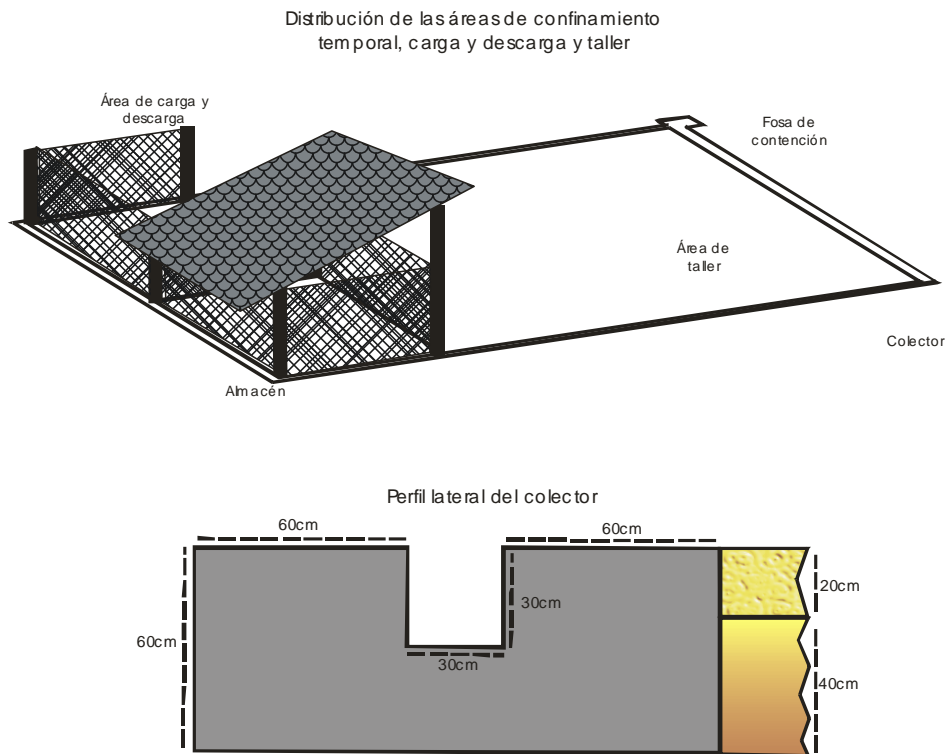 Distribución de las áreas de confinamiento
temporal, carga y descarga y taller
Área de carga y
descarga
Fosa de
contención
Área de
taller
Colector
Almacén
Perfil lateral del colector
60cm
60cm
20cm
30cm
60cm
30cm
40cm